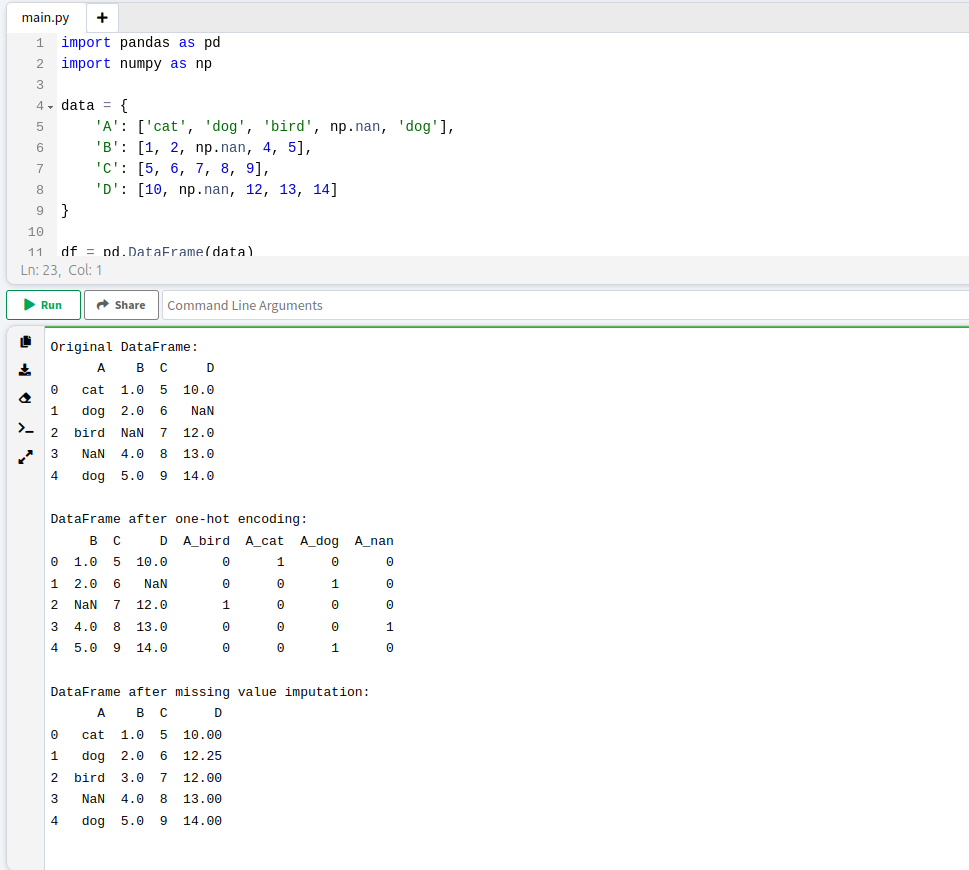 main.py +
1 import pandas as pd
2 import numpy as np
3
4 data = {
5     'A': ['cat', 'dog', 'bird', np.nan, 'dog'],
6     'B': [1, 2, np.nan, 4, 5],
7     'C': [5, 6, 7, 8, 9],
8     'D': [10, np.nan, 12, 13, 14]
9 }
10
11 df = pd.DataFrame(data)
Ln: 23, Col: 1
Run Share Command Line Arguments
Original DataFrame:
      A    B  C     D
0   cat  1.0  5  10.0
1   dog  2.0  6   NaN
2  bird  NaN  7  12.0
3   NaN  4.0  8  13.0
4   dog  5.0  9  14.0

DataFrame after one-hot encoding:
     B  C     D  A_bird  A_cat  A_dog  A_nan
0  1.0  5  10.0       0      1      0      0
1  2.0  6   NaN       0      0      1      0
2  NaN  7  12.0       1      0      0      0
3  4.0  8  13.0       0      0      0      1
4  5.0  9  14.0       0      0      1      0

DataFrame after missing value imputation:
      A    B  C      D
0   cat  1.0  5  10.00
1   dog  2.0  6  12.25
2  bird  3.0  7  12.00
3   NaN  4.0  8  13.00
4   dog  5.0  9  14.00